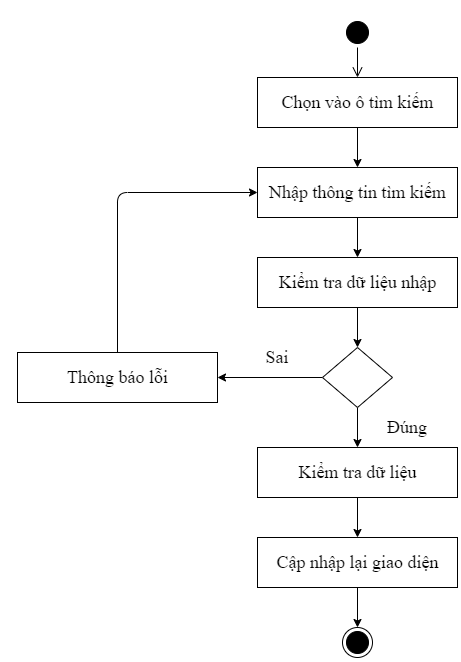 Chọn vào ô tìm kiếm
Nhập thông tin tìm kiếm
Kiểm tra dữ liệu nhập
Sai
Thông báo lỗi
Đúng
Kiểm tra dữ liệu
Cập nhập lại giao diện